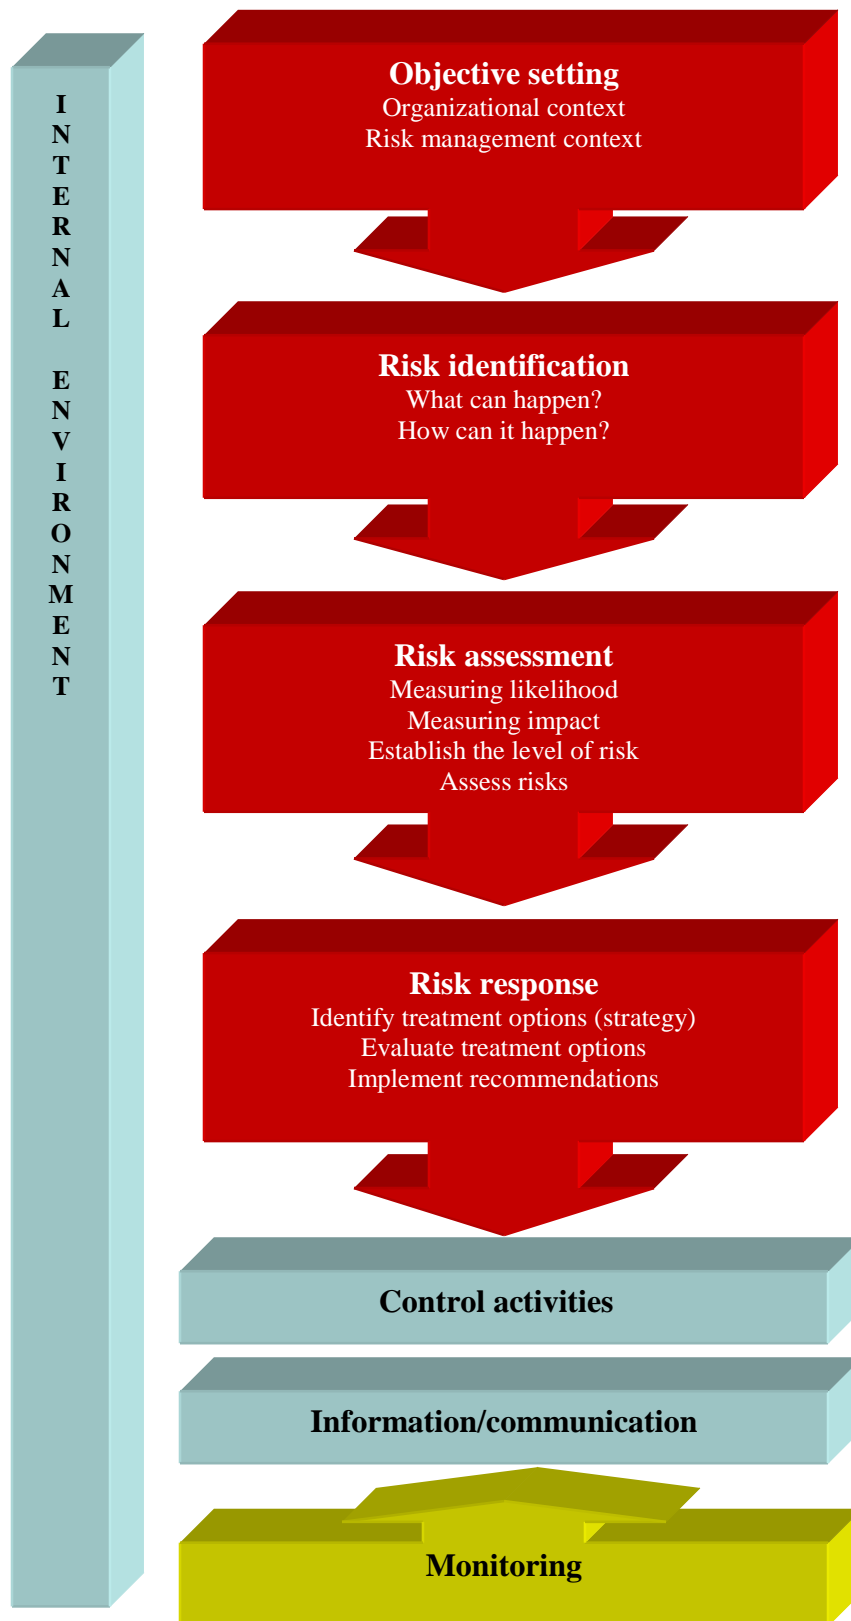 INTERNAL ENVIRONMENT
Objective setting
Organizational context
Risk management context
Risk identification
What can happen?
How can it happen?
Risk assessment
Measuring likelihood
Measuring impact
Establish the level of risk
Assess risks
Risk response
Identify treatment options (strategy)
Evaluate treatment options
Implement recommendations
Control activities
Information/communication
Monitoring